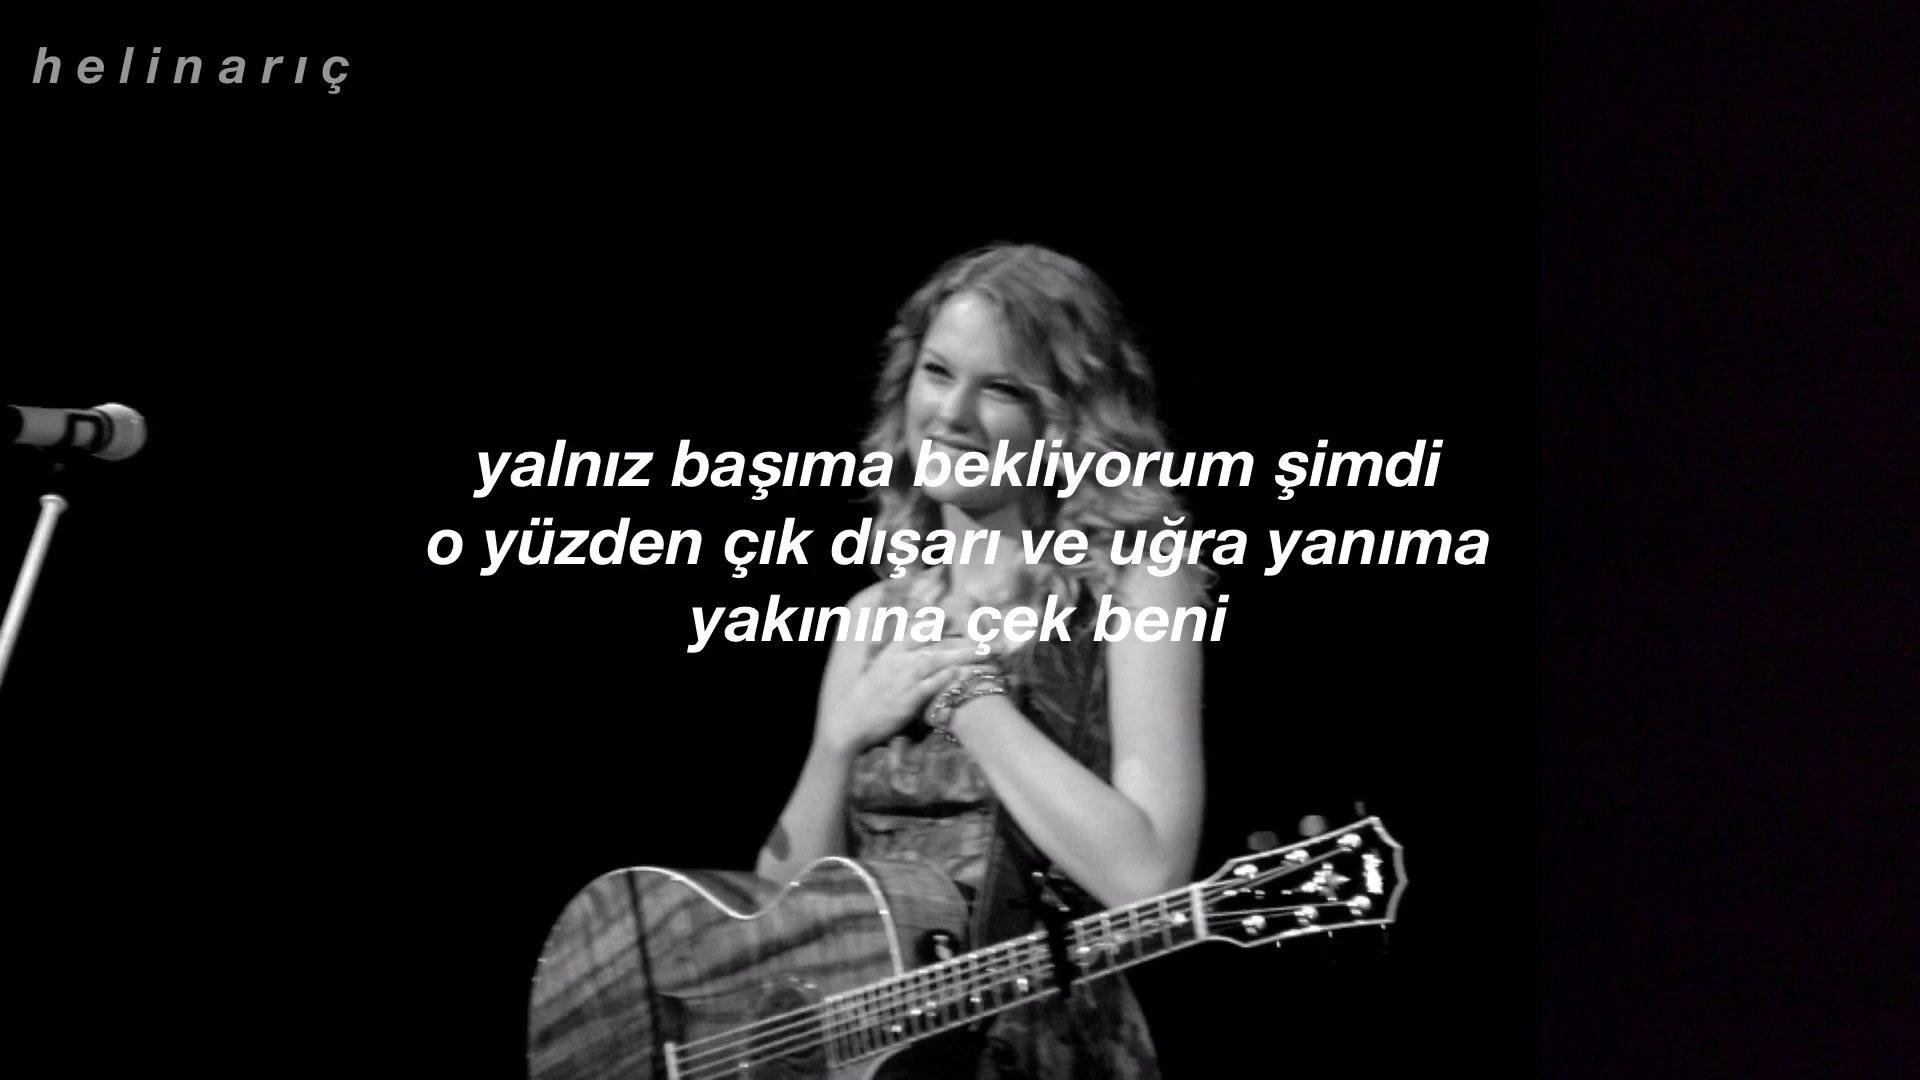 helinarıç
yalnız başıma bekliyorum şimdi
o yüzden çık dışarı ve uğra yanıma
yakınına çek beni